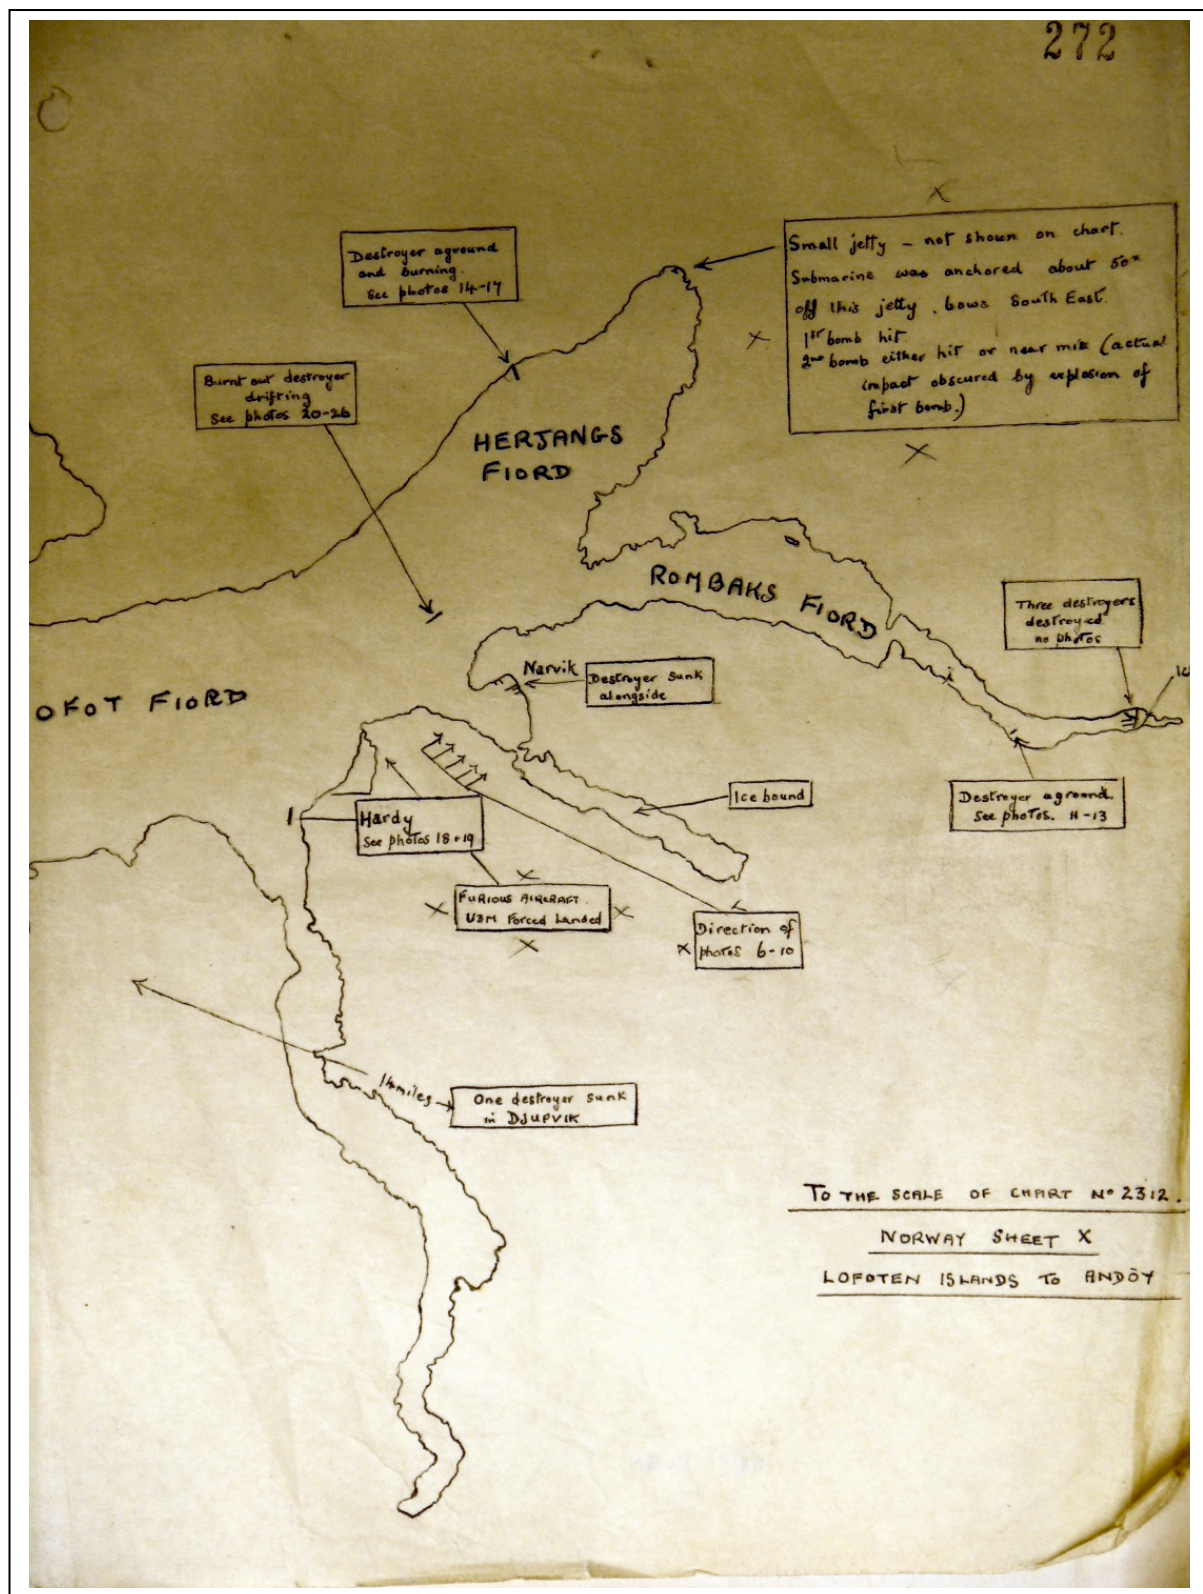 272
Destroyer aground
and burning.
See photos 14-17
Small jetty - not shown on chart.
Submarine was anchored about 50x
off this jetty, bows South East.
1st bomb hit.
2nd bomb either hit or near miss (actual
impact obscured by explosion of
first bomb.)
Burnt out destroyer
drifting
See photos 20-26
HERJANGS
FIORD
ROMBAKS FIORD
Three destroyers
destroyed
no photos
Narvik
Destroyer sunk
alongside
OFOT FIORD
Ice bound
Destroyer aground.
See photos. 11-13
Hardy
See photos 18+19
FURIOUS AIRCRAFT.
U3M Forced Landed
Direction of
photos 6-10
14 miles
One destroyer sunk
in DJUPVIK
TO THE SCALE OF CHART No 2312.
NORWAY SHEET X
LOFOTEN ISLANDS TO ANDÖY